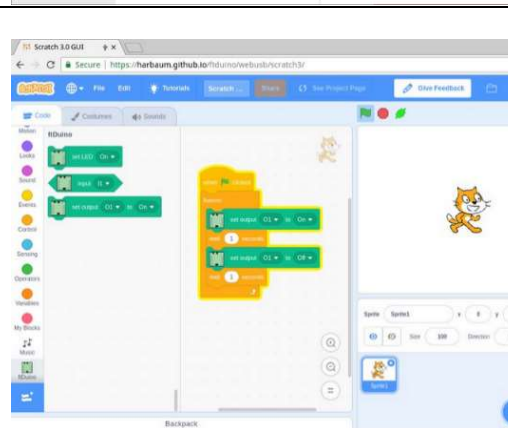 Scratch 3.0 GUI
Secure | https://harbaum.github.io/ftduino/webusb/scratch3/
SCRATCH File Edit Tutorials Scratch ... Share See Project Page Give Feedback
Code Costumes Sounds
Motion
Looks
Sound
Events
Control
Sensing
Operators
Variables
My Blocks
Music
ftDuino
ftDuino
set LED On
input I1
set output O1 to On
when clicked
forever
set output O1 to On
wait 1 seconds
set output O1 to Off
wait 1 seconds
Backpack
Sprite Sprite1 x y
Size 100 Direction
Sprite1